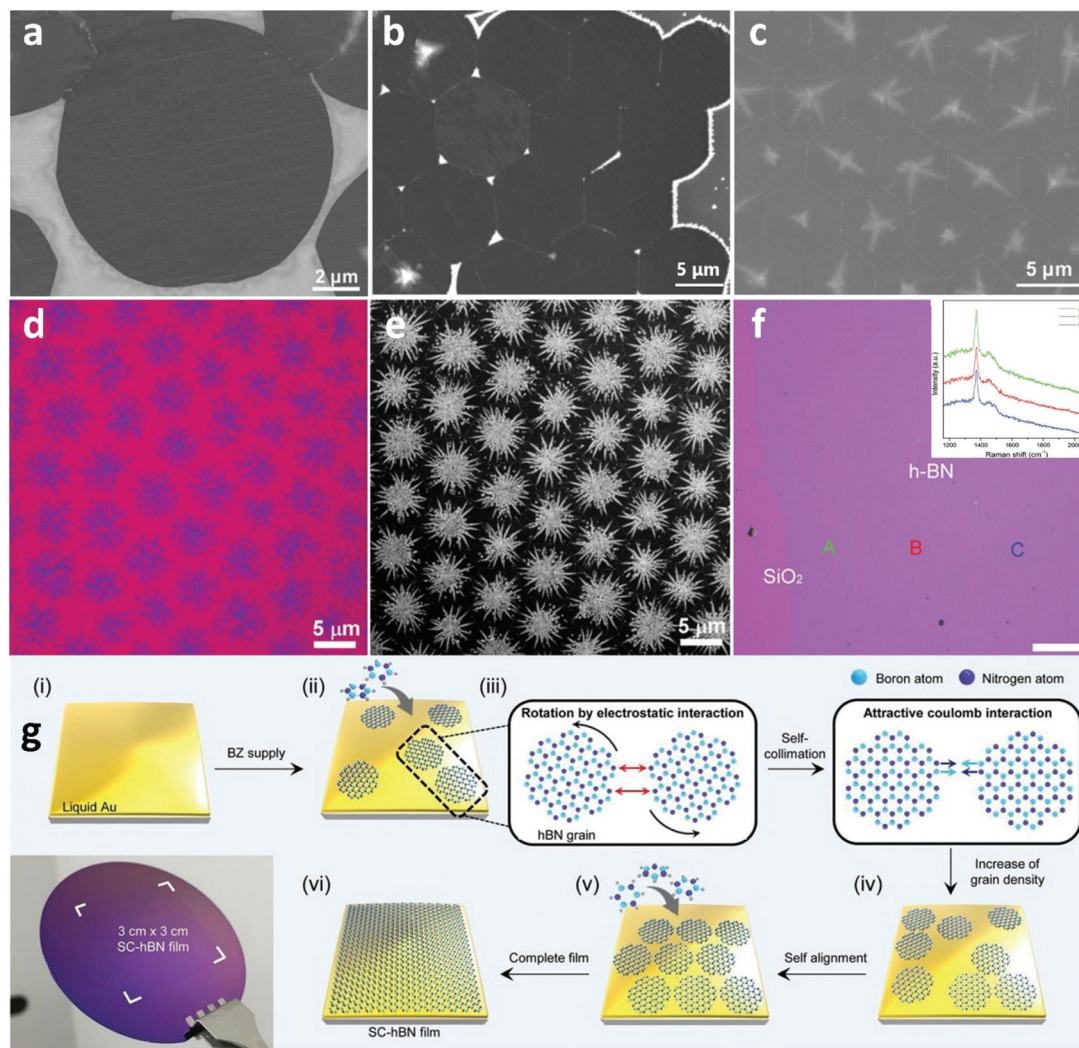 a
2 µm
b
5 µm
c
5 µm
d
5 µm
e
5 µm
f
Intensity (a.u.)
1200 1400 1600 1800 2000
Raman shift (cm⁻¹)
h-BN
A
B
C
SiO₂
g
(i)
Liquid Au
BZ supply
(ii)
(iii)
Rotation by electrostatic interaction
hBN grain
Self-
collimation
Boron atom
Nitrogen atom
Attractive coulomb interaction
Increase of
grain density
(iv)
Self alignment
(v)
Complete film
(vi)
SC-hBN film
3 cm x 3 cm
SC-hBN film